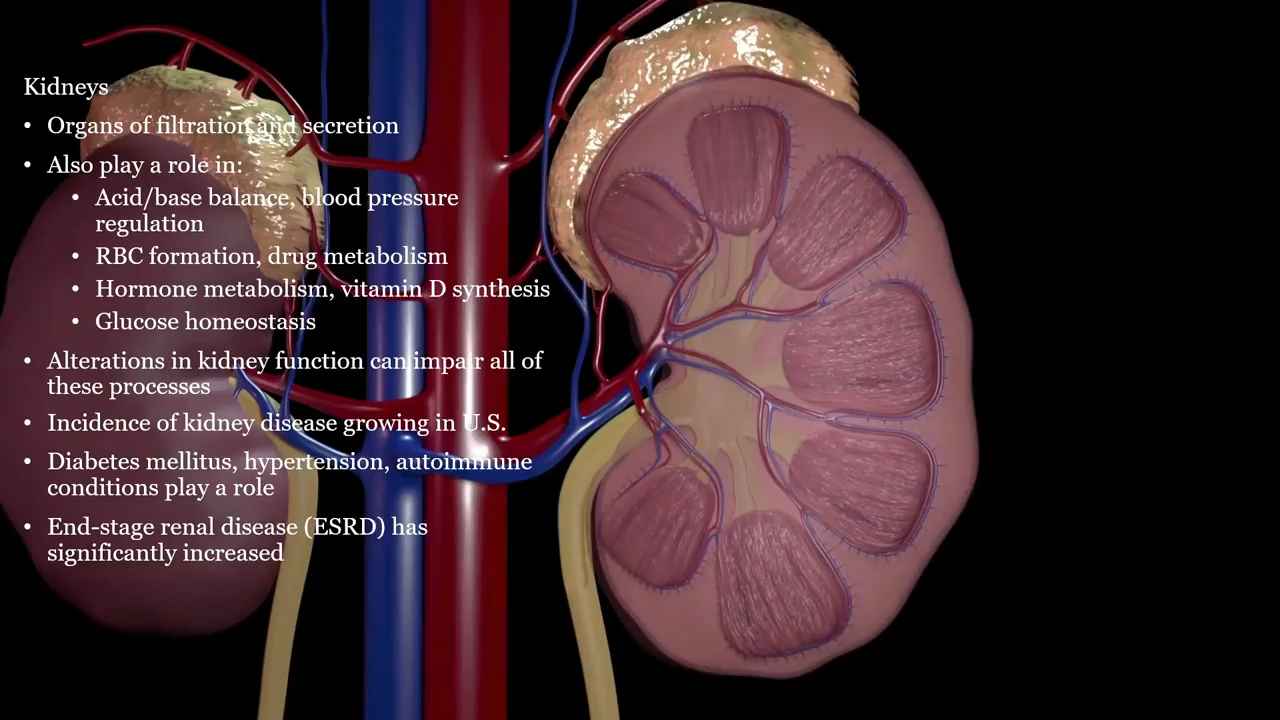 Kidneys
• Organs of filtration and secretion
• Also play a role in:
• Acid/base balance, blood pressure
regulation
• RBC formation, drug metabolism
• Hormone metabolism, vitamin D synthesis
• Glucose homeostasis
• Alterations in kidney function can impair all of
these processes
• Incidence of kidney disease growing in U.S.
• Diabetes mellitus, hypertension, autoimmune
conditions play a role
• End-stage renal disease (ESRD) has
significantly increased